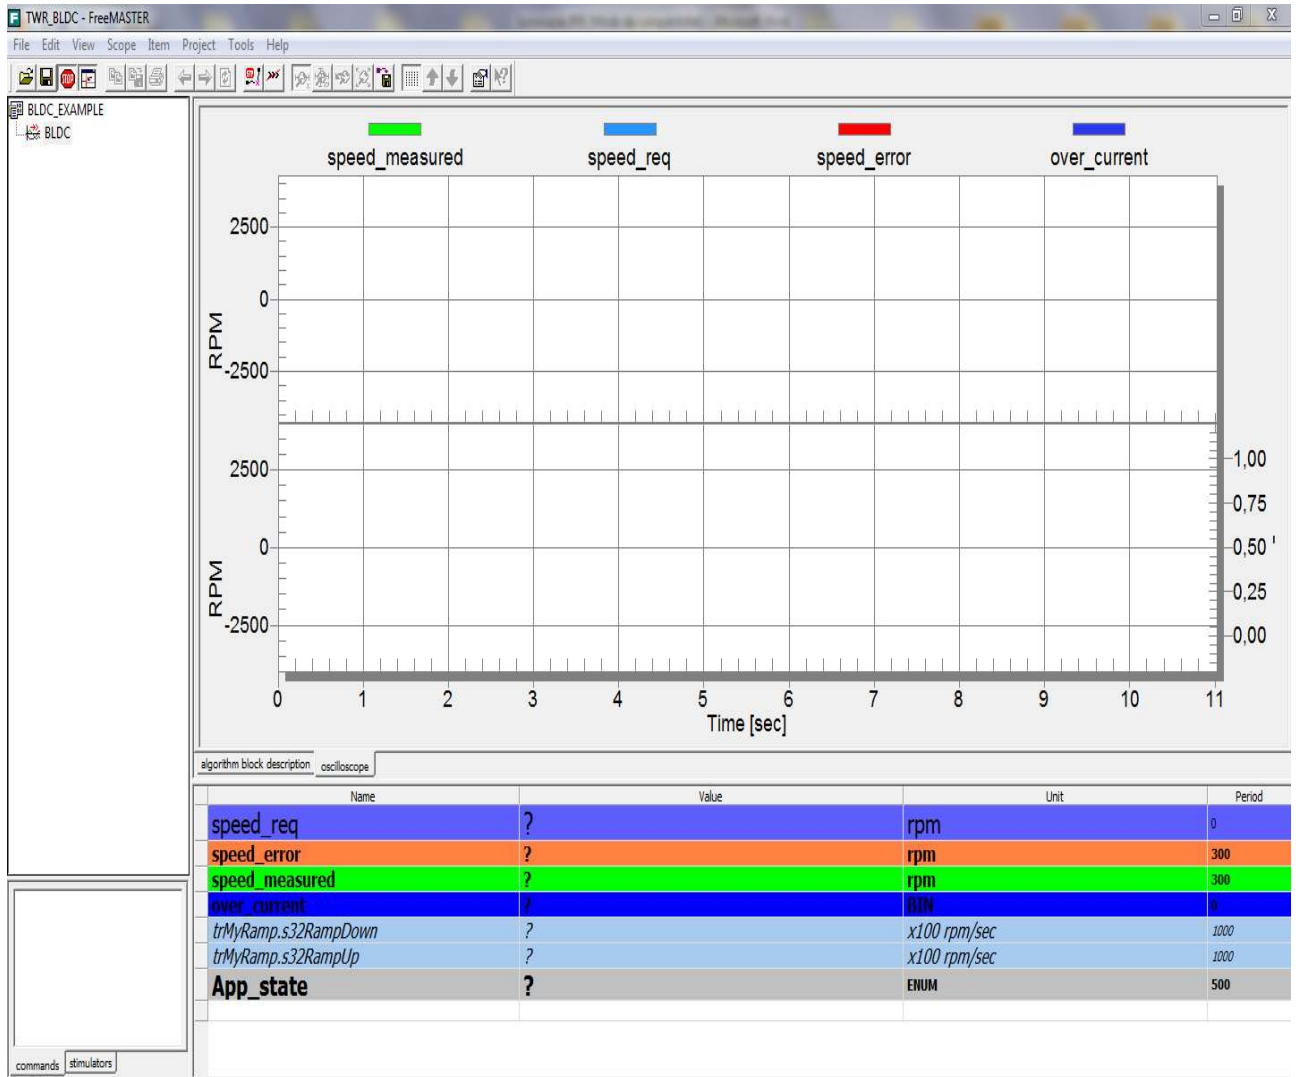 TWR_BLDC - FreeMASTER
File Edit View Scope Item Project Tools Help
BLDC_EXAMPLE
BLDC
speed_measured speed_req speed_error over_current
2500
0
-2500
RPM
2500
0
-2500
RPM
1,00
0,75
0,50 '
0,25
0,00
0 1 2 3 4 5 6 7 8 9 10 11
Time [sec]
algorithm block description oscilloscope
Name Value Unit Period
speed_req ? rpm 0
speed_error ? rpm 300
speed_measured ? rpm 300
over_current ? BIN 0
trMyRamp.s32RampDown ? x100 rpm/sec 1000
trMyRamp.s32RampUp ? x100 rpm/sec 1000
App_state ? ENUM 500
commands stimulators